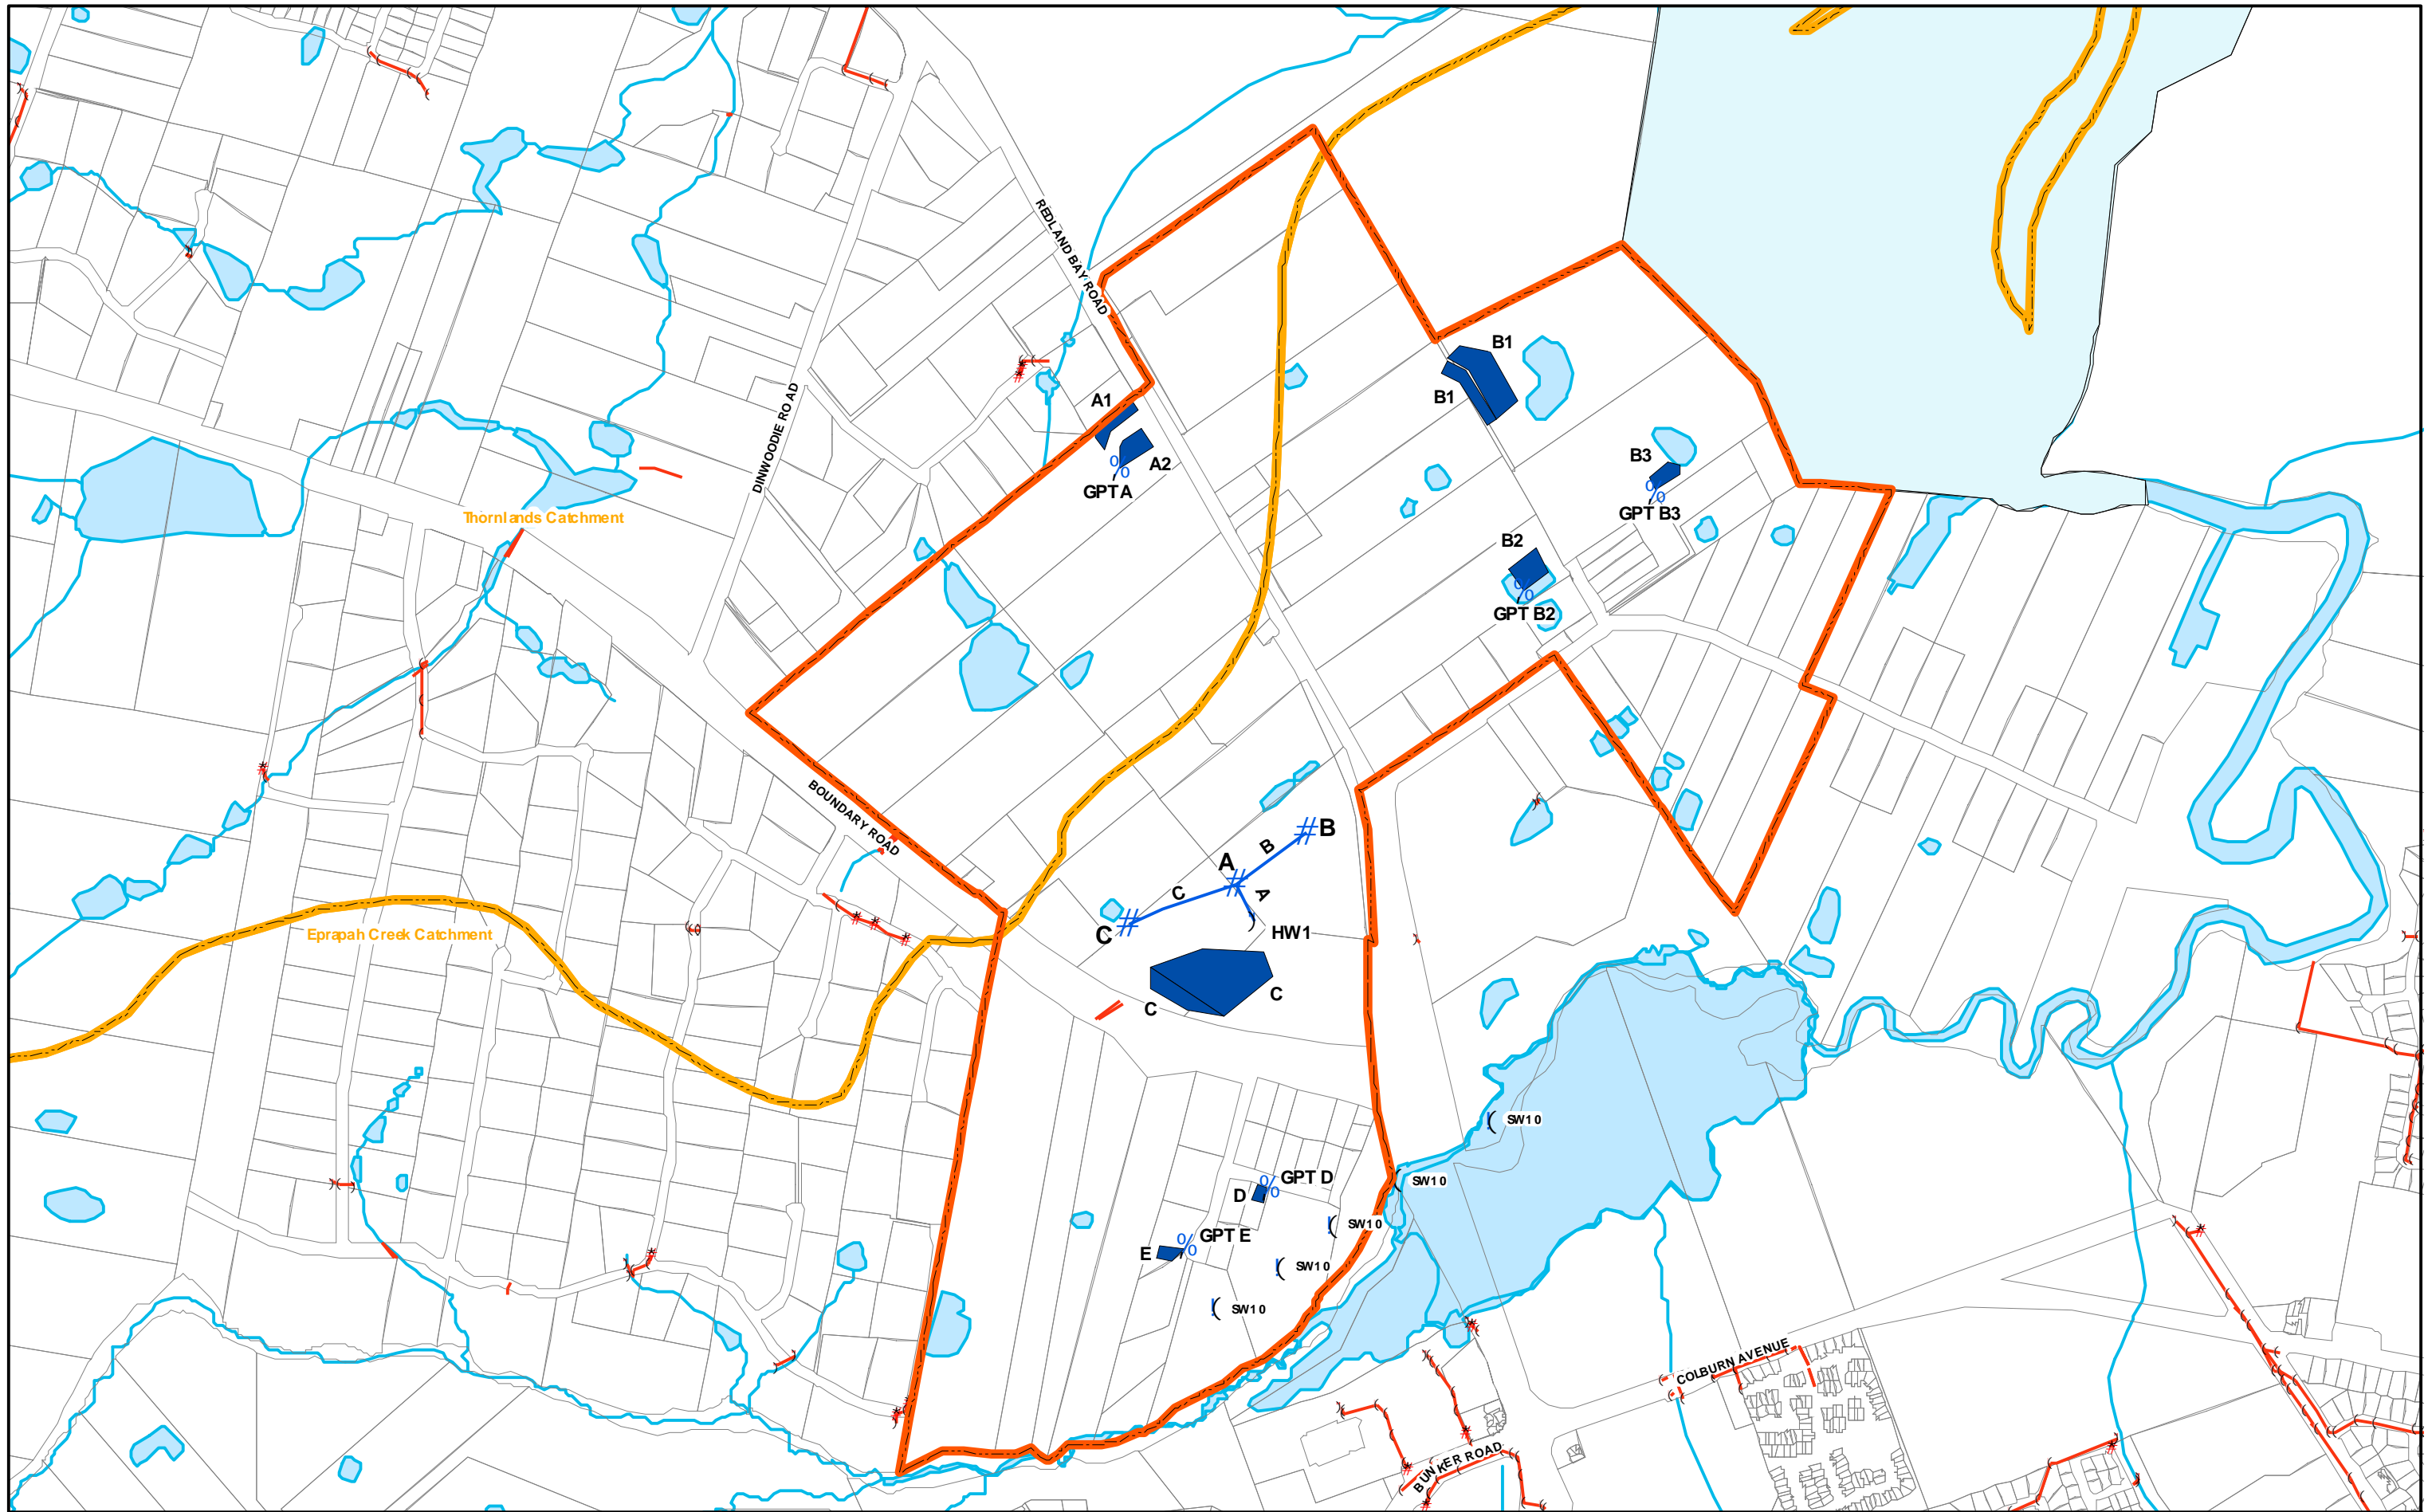 REDLAND BAY ROAD
B1
B1
DINWOODIE ROAD
A1
A2
GPT A
B3
GPT B3
Thornlands Catchment
B2
GPT B2
BOUNDARY ROAD
B
B
A
C
A
C
HW1
Eprapah Creek Catchment
C
C
SW10
GPT D
D
SW10
SW10
GPT E
E
SW10
SW10
COLBURN AVENUE
BUNKER ROAD